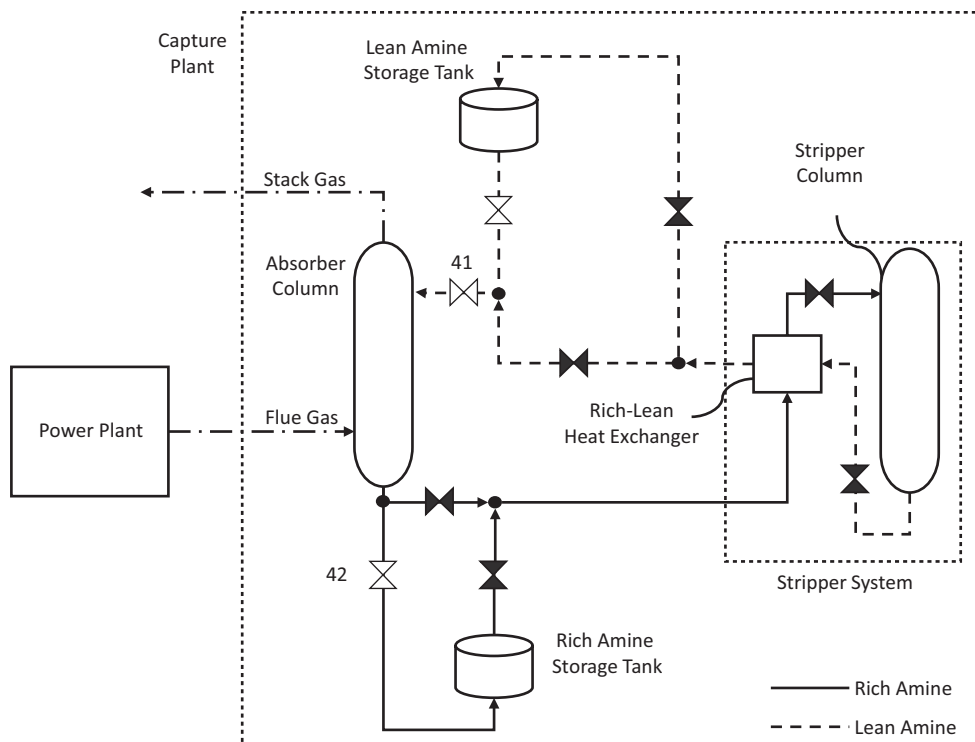 Capture
Plant
Lean Amine
Storage Tank
Stripper
Column
Stack Gas
Absorber
Column
41
Rich-Lean
Heat Exchanger
Power Plant
Flue Gas
42
Stripper System
Rich Amine
Storage Tank
Rich Amine
Lean Amine